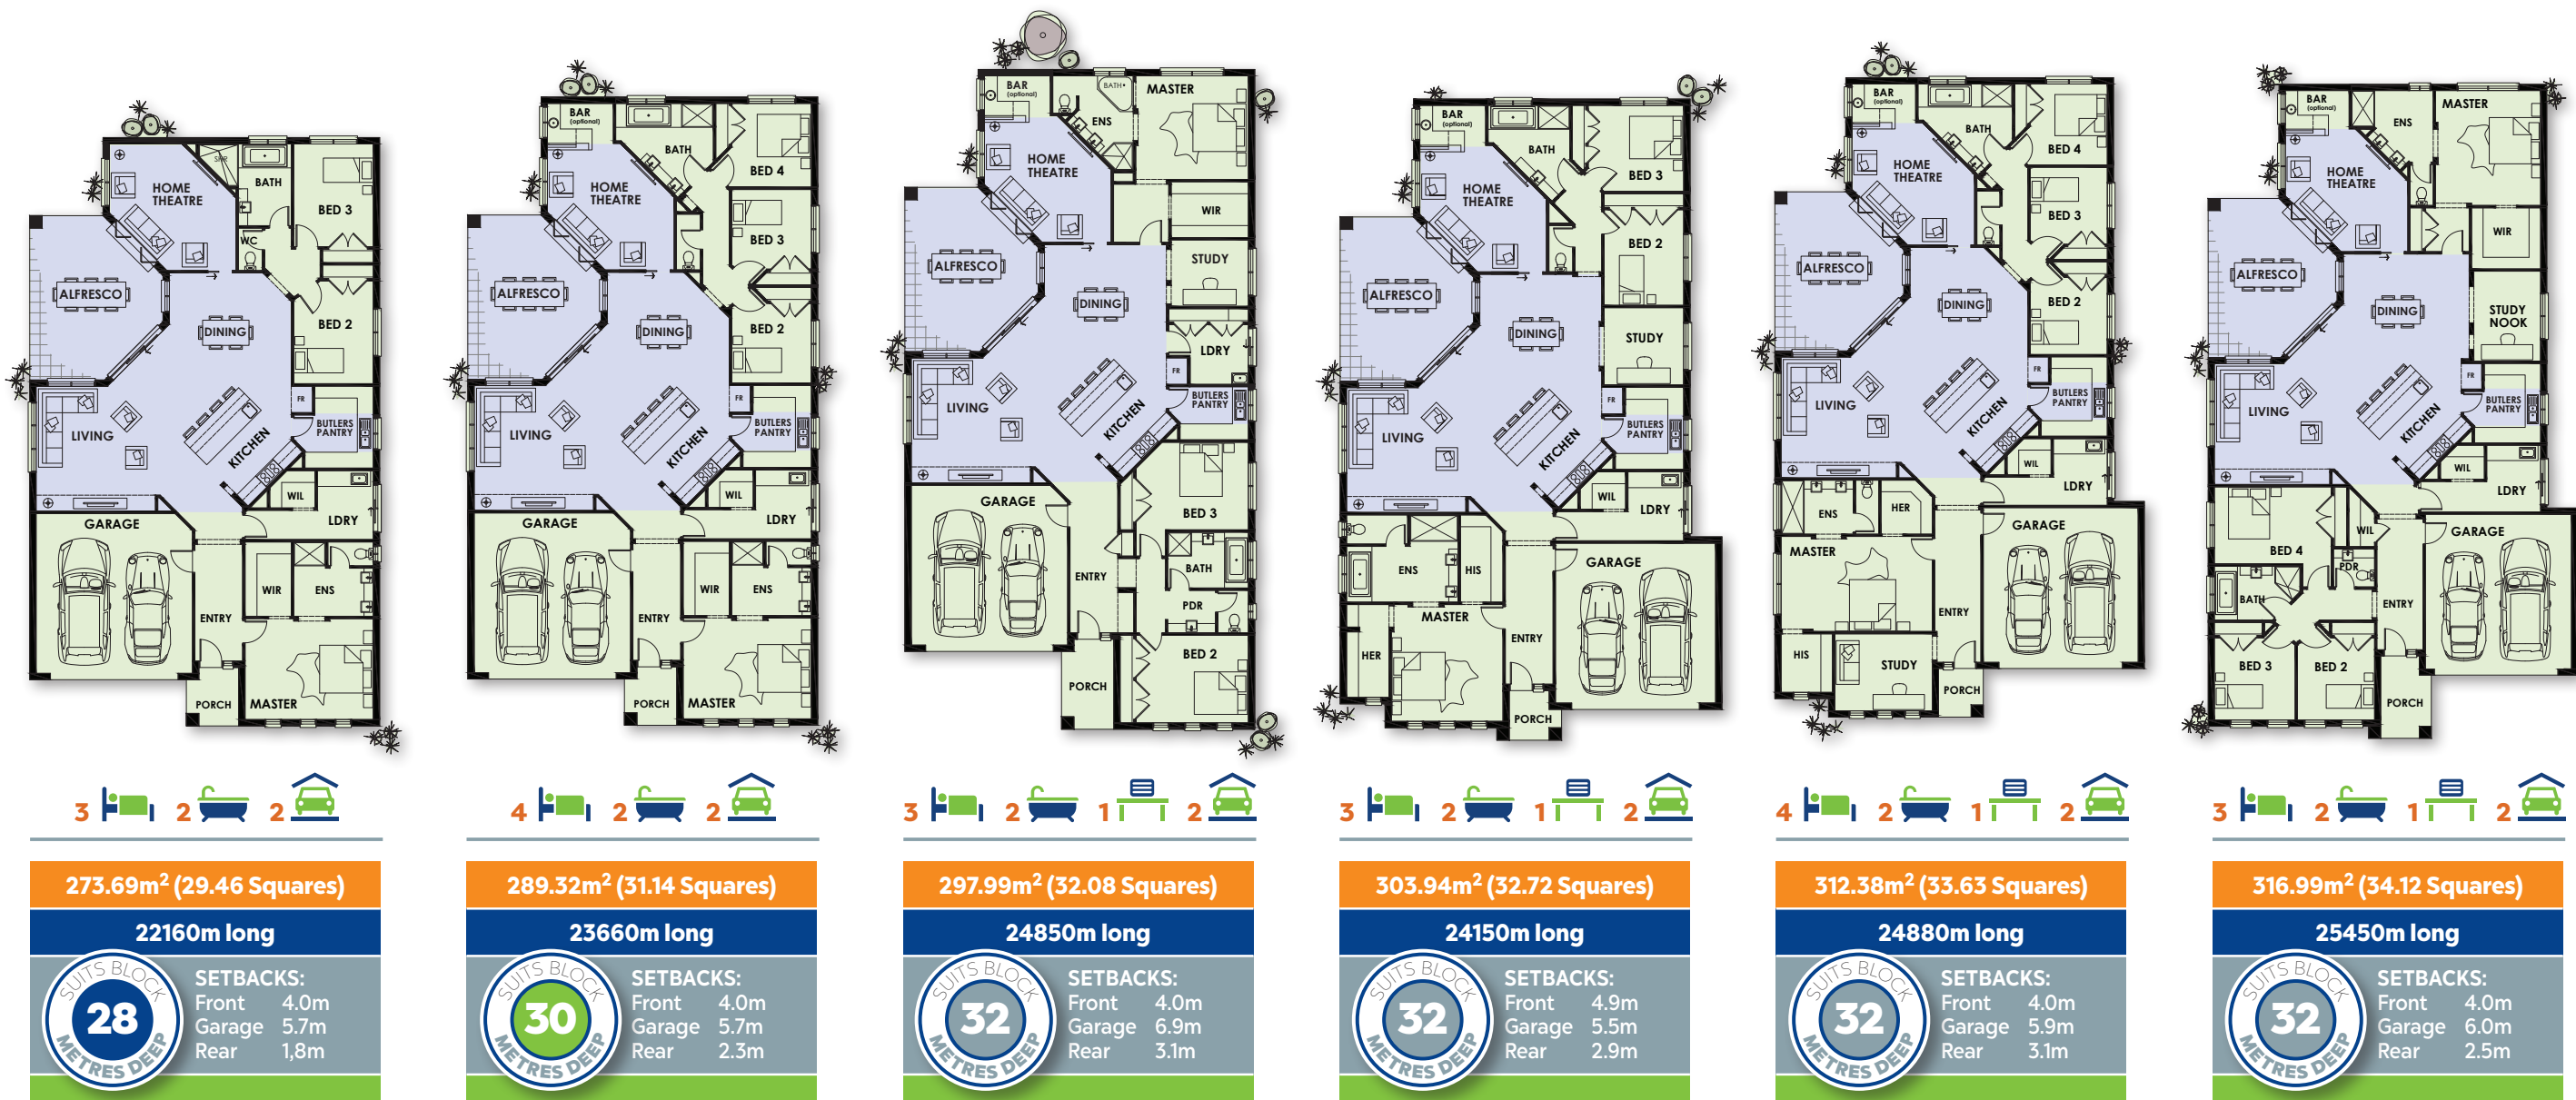 SHR
BATH
HOME
THEATRE
BED 3
WC
ALFRESCO
DINING
BED 2
FR
LIVING
KITCHEN
BUTLERS
PANTRY
WIL
LDRY
GARAGE
WIR
ENS
ENTRY
PORCH
MASTER
3 2 2
273.69m² (29.46 Squares)
22160m long
SUITS BLOCK
28
METRES DEEP
SETBACKS:
Front 4.0m
Garage 5.7m
Rear 1,8m
BAR
(optional)
BATH
BED 4
HOME
THEATRE
BED 3
ALFRESCO
DINING
BED 2
FR
LIVING
KITCHEN
BUTLERS
PANTRY
WIL
LDRY
GARAGE
WIR
ENS
ENTRY
PORCH
MASTER
4 2 2
289.32m² (31.14 Squares)
23660m long
SUITS BLOCK
30
METRES DEEP
SETBACKS:
Front 4.0m
Garage 5.7m
Rear 2.3m
BAR
(optional)
BATH
MASTER
ENS
HOME
THEATRE
WIR
STUDY
ALFRESCO
DINING
LDRY
FR
LIVING
KITCHEN
BUTLERS
PANTRY
GARAGE
BED 3
BATH
ENTRY
PDR
BED 2
PORCH
3 2 1 2
297.99m² (32.08 Squares)
24850m long
SUITS BLOCK
32
METRES DEEP
SETBACKS:
Front 4.0m
Garage 6.9m
Rear 3.1m
BAR
(optional)
BATH
BED 3
HOME
THEATRE
BED 2
ALFRESCO
DINING
STUDY
FR
LIVING
KITCHEN
BUTLERS
PANTRY
WIL
LDRY
GARAGE
ENS
HIS
MASTER
ENTRY
HER
PORCH
3 2 1 2
303.94m² (32.72 Squares)
24150m long
SUITS BLOCK
32
METRES DEEP
SETBACKS:
Front 4.9m
Garage 5.5m
Rear 2.9m
BAR
(optional)
BATH
BED 4
HOME
THEATRE
BED 3
ALFRESCO
DINING
BED 2
FR
LIVING
KITCHEN
BUTLERS
PANTRY
WIL
LDRY
ENS
HER
GARAGE
MASTER
ENTRY
HIS
STUDY
PORCH
4 2 1 2
312.38m² (33.63 Squares)
24880m long
SUITS BLOCK
32
METRES DEEP
SETBACKS:
Front 4.0m
Garage 5.9m
Rear 3.1m
BAR
(optional)
ENS
MASTER
HOME
THEATRE
WIR
ALFRESCO
DINING
STUDY
NOOK
FR
LIVING
KITCHEN
BUTLERS
PANTRY
WIL
LDRY
WIL
GARAGE
BED 4
PDR
BATH
ENTRY
BED 3
BED 2
PORCH
3 2 1 2
316.99m² (34.12 Squares)
25450m long
SUITS BLOCK
32
METRES DEEP
SETBACKS:
Front 4.0m
Garage 6.0m
Rear 2.5m